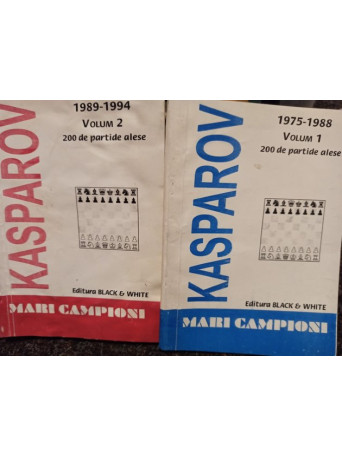 KASPAROV
1989-1994
VOLUM 2
200 de partide alese
Editura BLACK & WHITE
MARI CAMPIONI
KASPAROV
1975-1988
VOLUM 1
200 de partide alese
Editura BLACK & WHITE
MARI CAMPIONI